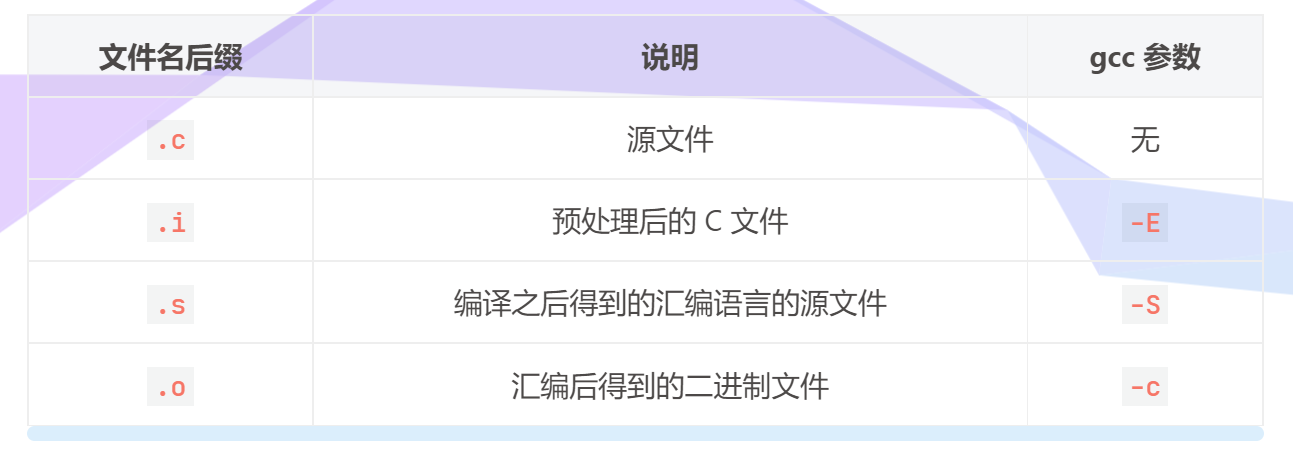 文件名后缀 说明 gcc 参数
.c 源文件 无
.i 预处理后的 C 文件 -E
.s 编译之后得到的汇编语言的源文件 -S
.o 汇编后得到的二进制文件 -c